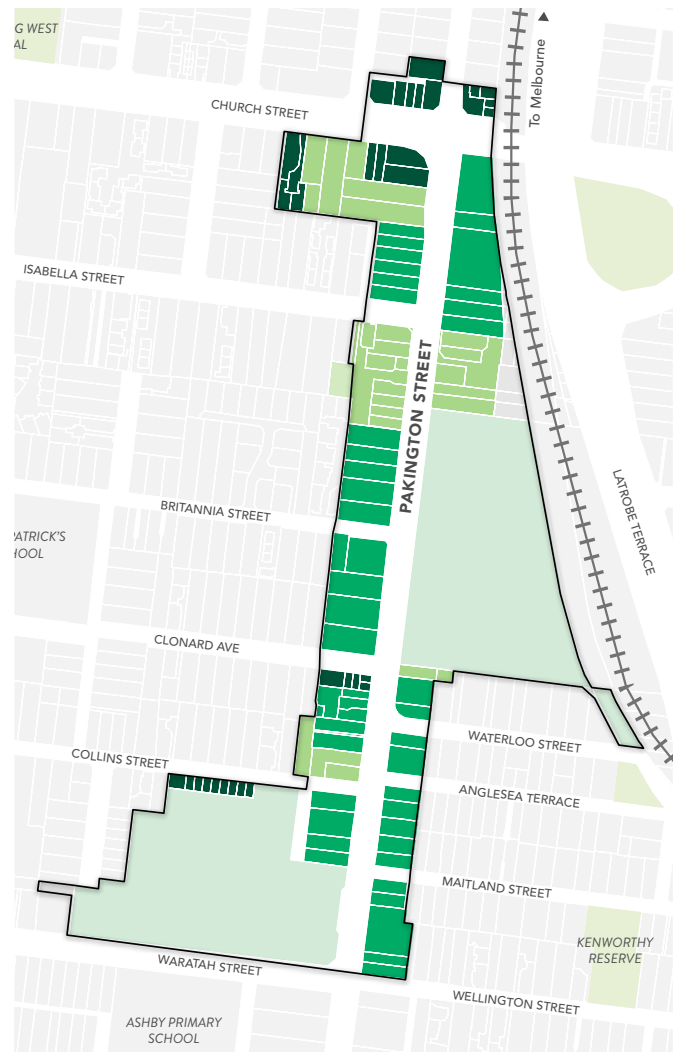 G WEST
AL
To Melbourne
CHURCH STREET
ISABELLA STREET
PAKINGTON STREET
LATROBE TERRACE
BRITANNIA STREET
PATRICK'S
HOOL
CLONARD AVE
WATERLOO STREET
COLLINS STREET
ANGLESEA TERRACE
MAITLAND STREET
KENWORTHY
RESERVE
WARATAH STREET
WELLINGTON STREET
ASHBY PRIMARY
SCHOOL